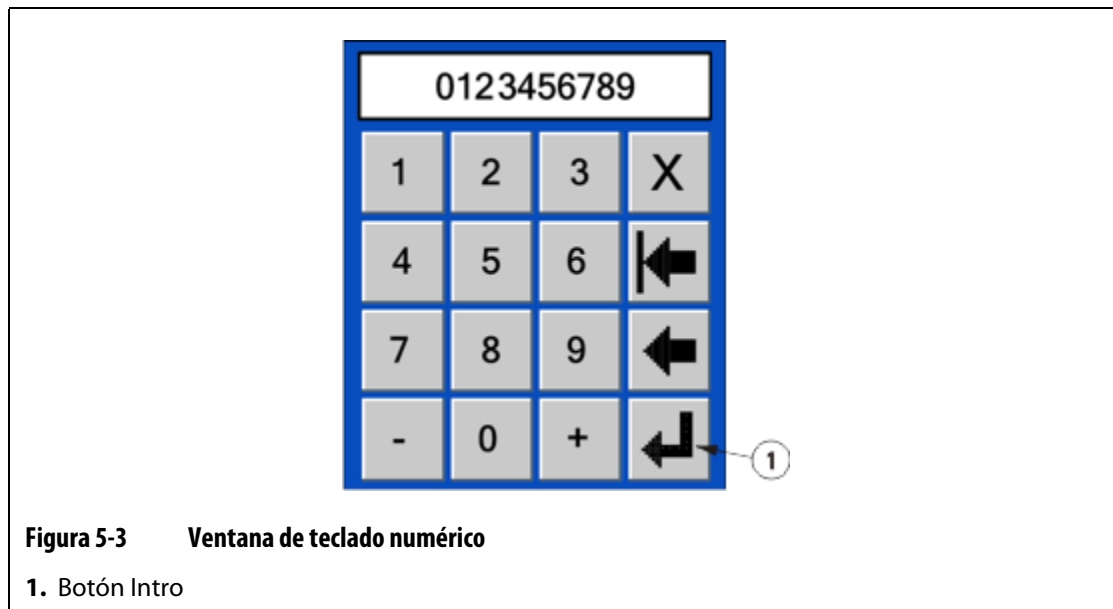 0123456789
1 2 3 X
4 5 6
7 8 9
- 0 +
1
Figura 5-3 Ventana de teclado numérico
1. Botón Intro